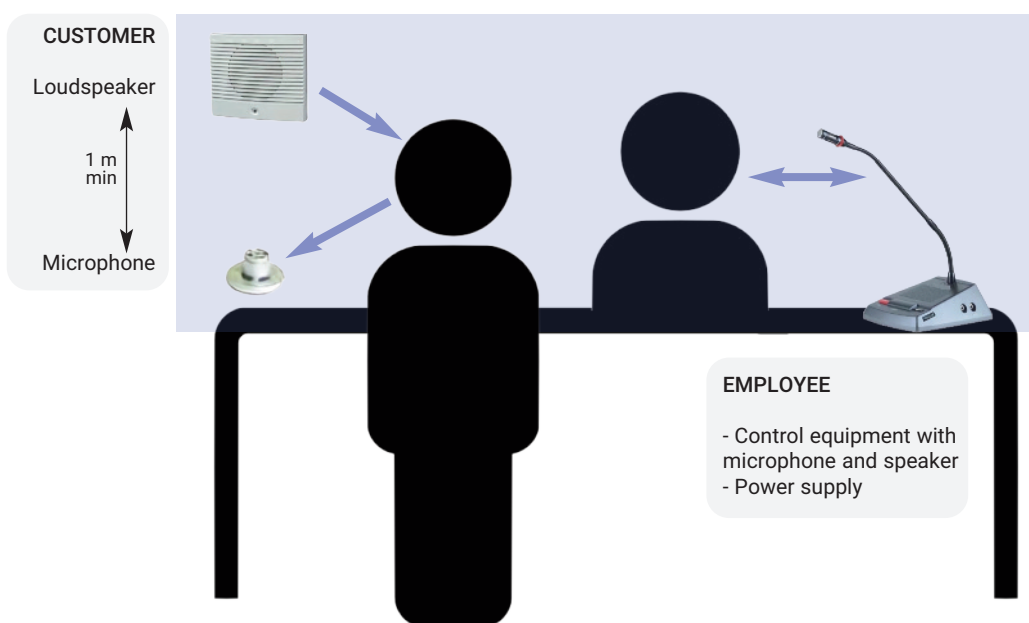 CUSTOMER
Loudspeaker
1 m
min
Microphone
EMPLOYEE
- Control equipment with
microphone and speaker
- Power supply